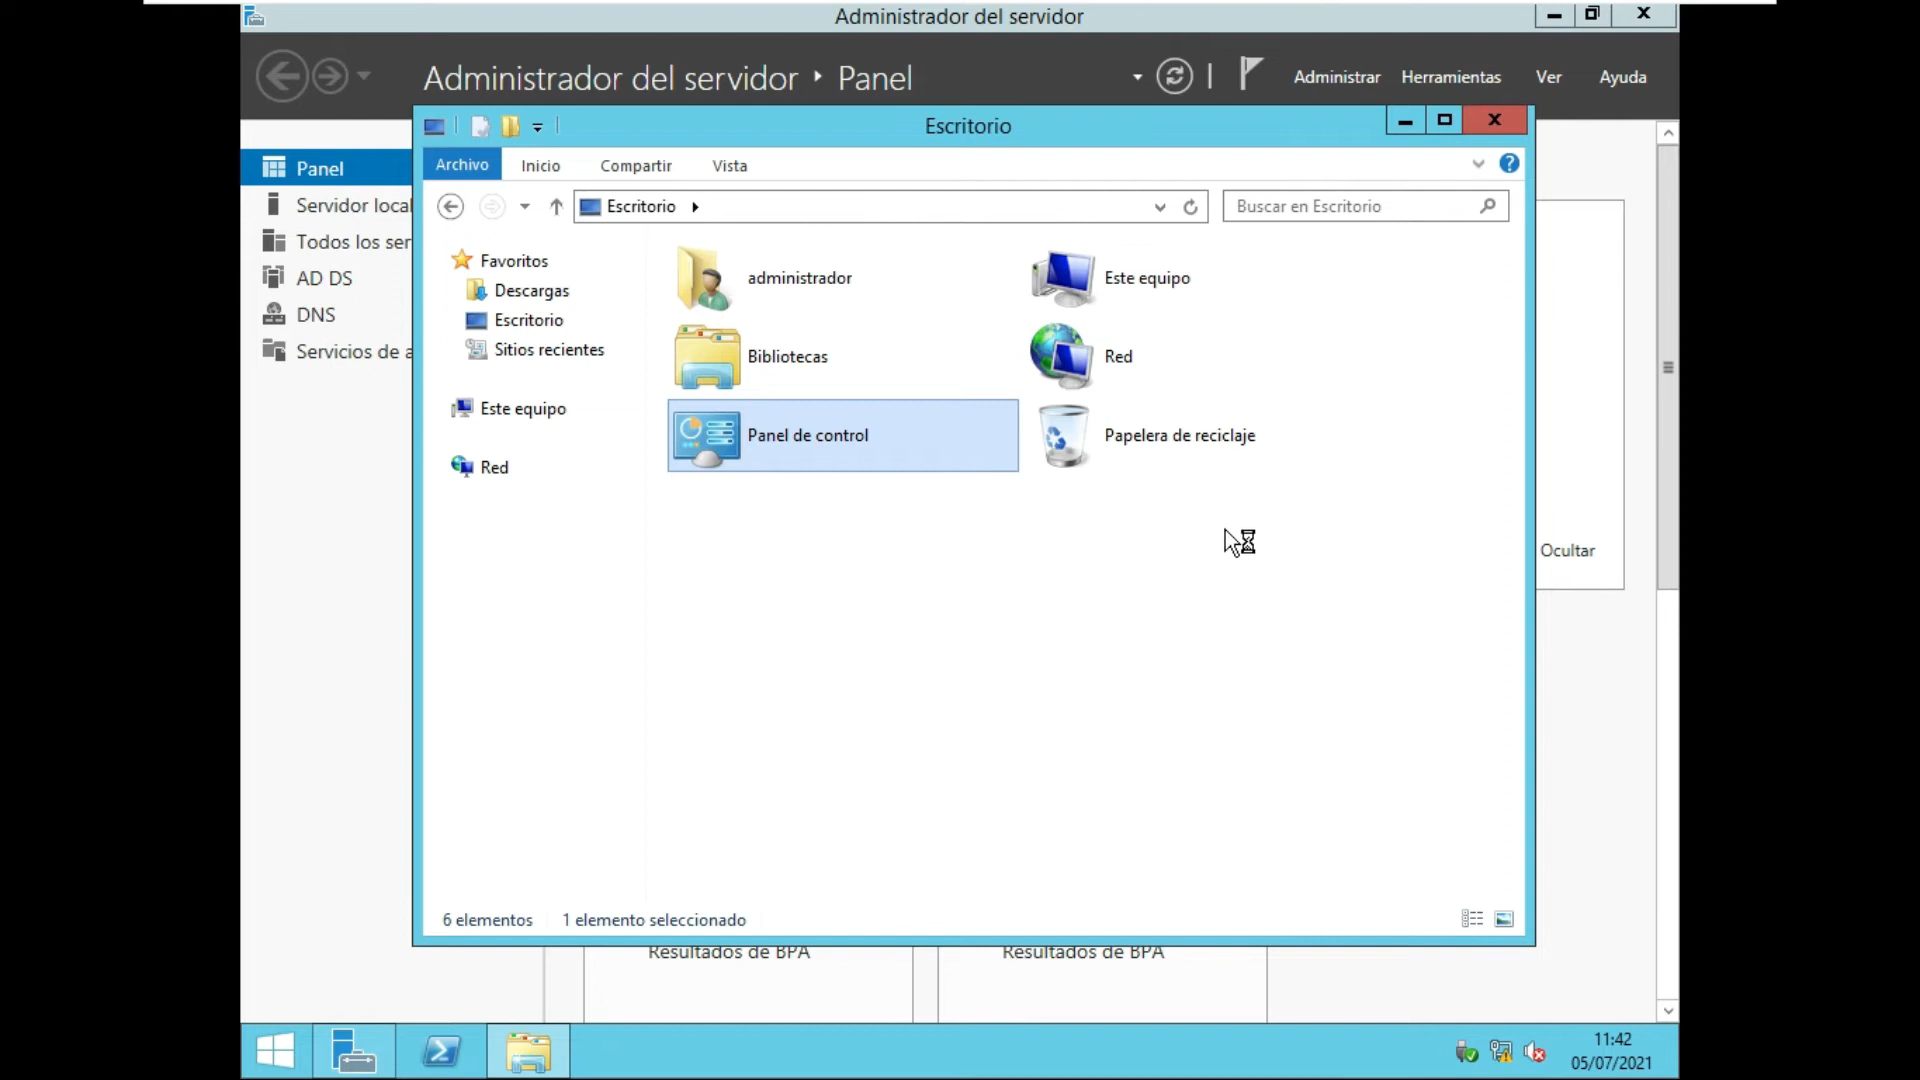 Administrador del servidor
Administrador del servidor ‣ Panel
Administrar Herramientas Ver Ayuda
Escritorio
Archivo Inicio Compartir Vista
Escritorio
Buscar en Escritorio
Panel
Servidor local
Todos los ser
AD DS
DNS
Servicios de a
Favoritos
Descargas
Escritorio
Sitios recientes
Este equipo
Red
administrador
Este equipo
Bibliotecas
Red
Panel de control
Papelera de reciclaje
Ocultar
6 elementos 1 elemento seleccionado
Resultados de BPA
Resultados de BPA
11:42
05/07/2021